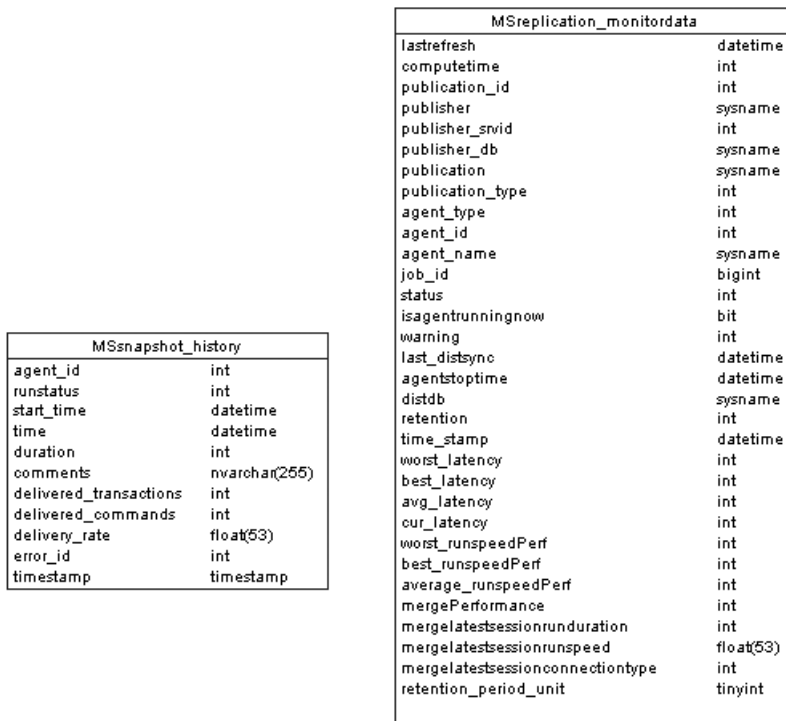 MSreplication_monitordata
lastrefresh datetime
computetime int
publication_id int
publisher sysname
publisher_srvid int
publisher_db sysname
publication sysname
publication_type int
agent_type int
agent_id int
agent_name sysname
job_id bigint
status int
isagentrunningnow bit
warning int
last_distsync datetime
agentstoptime datetime
distdb sysname
retention int
time_stamp datetime
worst_latency int
best_latency int
avg_latency int
cur_latency int
worst_runspeedPerf int
best_runspeedPerf int
average_runspeedPerf int
mergePerformance int
mergelatestsessionrunduration int
mergelatestsessionrunspeed float(53)
mergelatestsessionconnectiontype int
retention_period_unit tinyint
MSsnapshot_history
agent_id int
runstatus int
start_time datetime
time datetime
duration int
comments nvarchar(255)
delivered_transactions int
delivered_commands int
delivery_rate float(53)
error_id int
timestamp timestamp